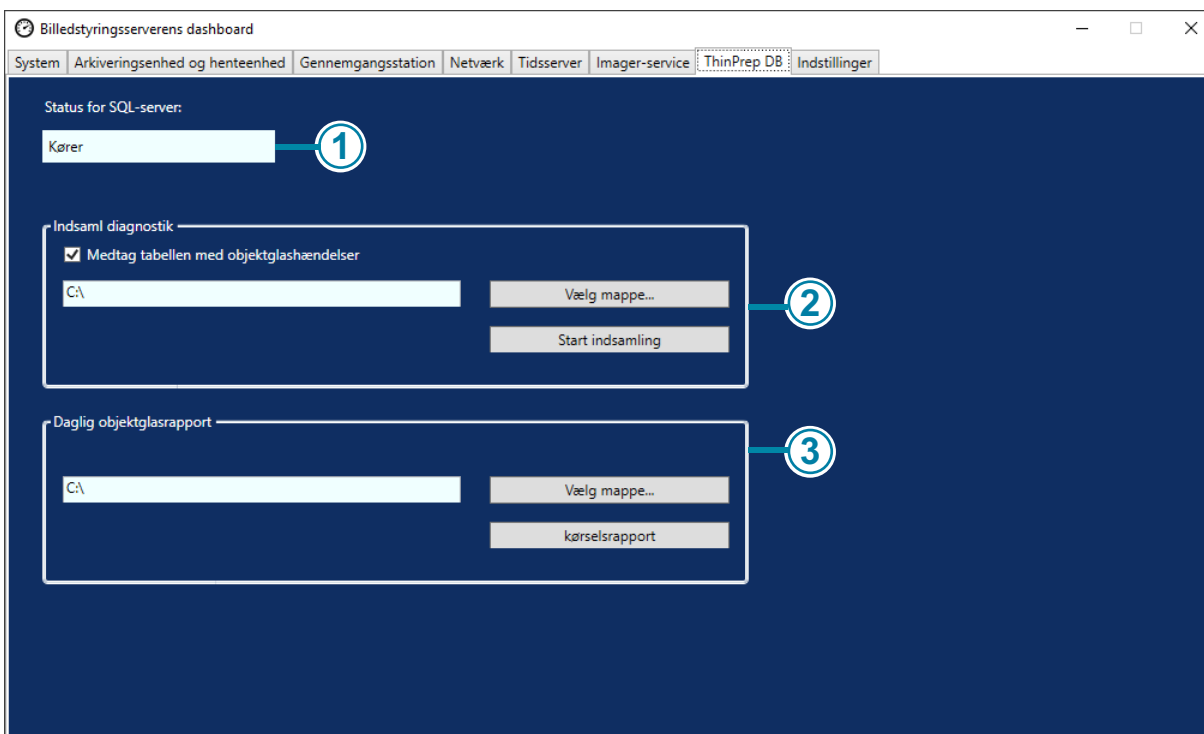 Billedstyringsserverens dashboard
System Arkiveringsenhed og henteenhed Gennemgangsstation Netværk Tidsserver Imager-service ThinPrep DB Indstillinger
Status for SQL-server:
Kører
1
Indsaml diagnostik
Medtag tabellen med objektglashændelser
C:\ Vælg mappe...
2
Start indsamling
Daglig objektglasrapport
3
C:\ Vælg mappe...
kørselsrapport